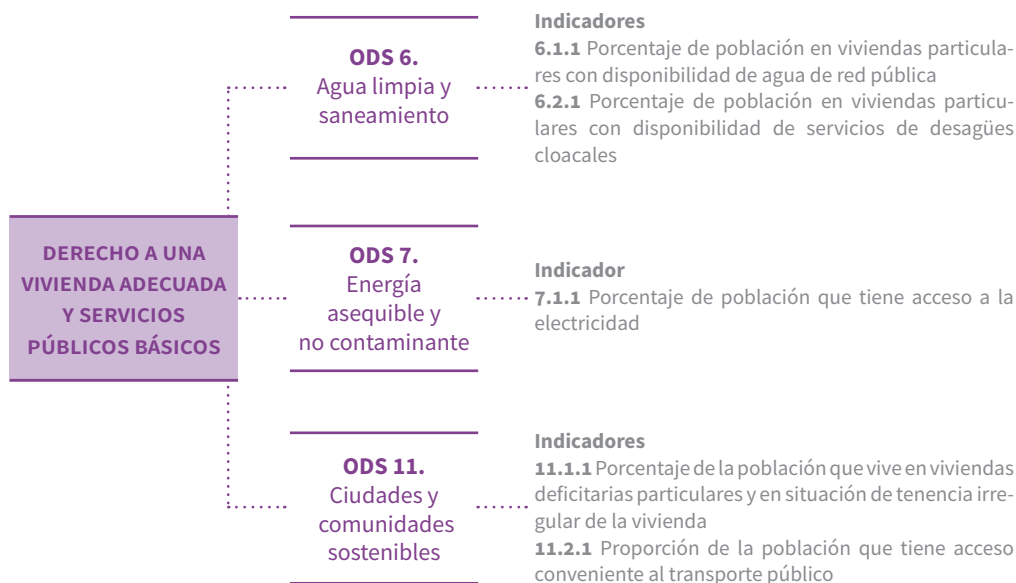 DERECHO A UNA
VIVIENDA ADECUADA
Y SERVICIOS
PÚBLICOS BÁSICOS
ODS 6.
Agua limpia y
saneamiento
Indicadores
6.1.1 Porcentaje de población en viviendas particula-
res con disponibilidad de agua de red pública
6.2.1 Porcentaje de población en viviendas particu-
lares con disponibilidad de servicios de desagües
cloacales
ODS 7.
Energía
asequible y
no contaminante
Indicador
7.1.1 Porcentaje de población que tiene acceso a la
electricidad
ODS 11.
Ciudades y
comunidades
sostenibles
Indicadores
11.1.1 Porcentaje de la población que vive en viviendas
deficitarias particulares y en situación de tenencia irre-
gular de la vivienda
11.2.1 Proporción de la población que tiene acceso
conveniente al transporte público